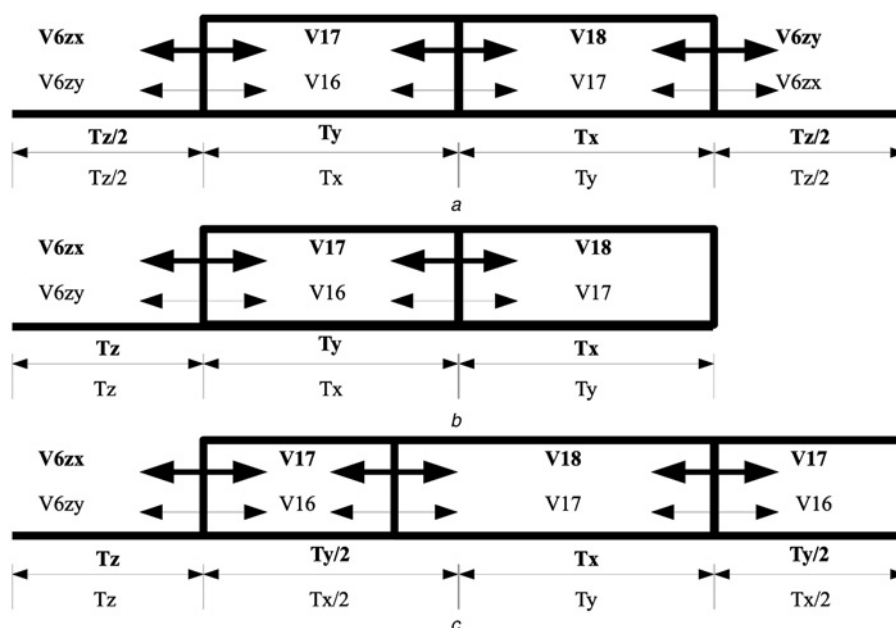 V6zx V17 V18 V6zy
V6zy V16 V17 V6zx
Tz/2 Ty Tx Tz/2
Tz/2 Tx Ty Tz/2
a
V6zx V17 V18
V6zy V16 V17
Tz Ty Tx
Tz Tx Ty
b
V6zx V17 V18 V17
V6zy V16 V17 V16
Tz Ty/2 Tx Ty/2
Tz Tx/2 Ty Tx/2
c